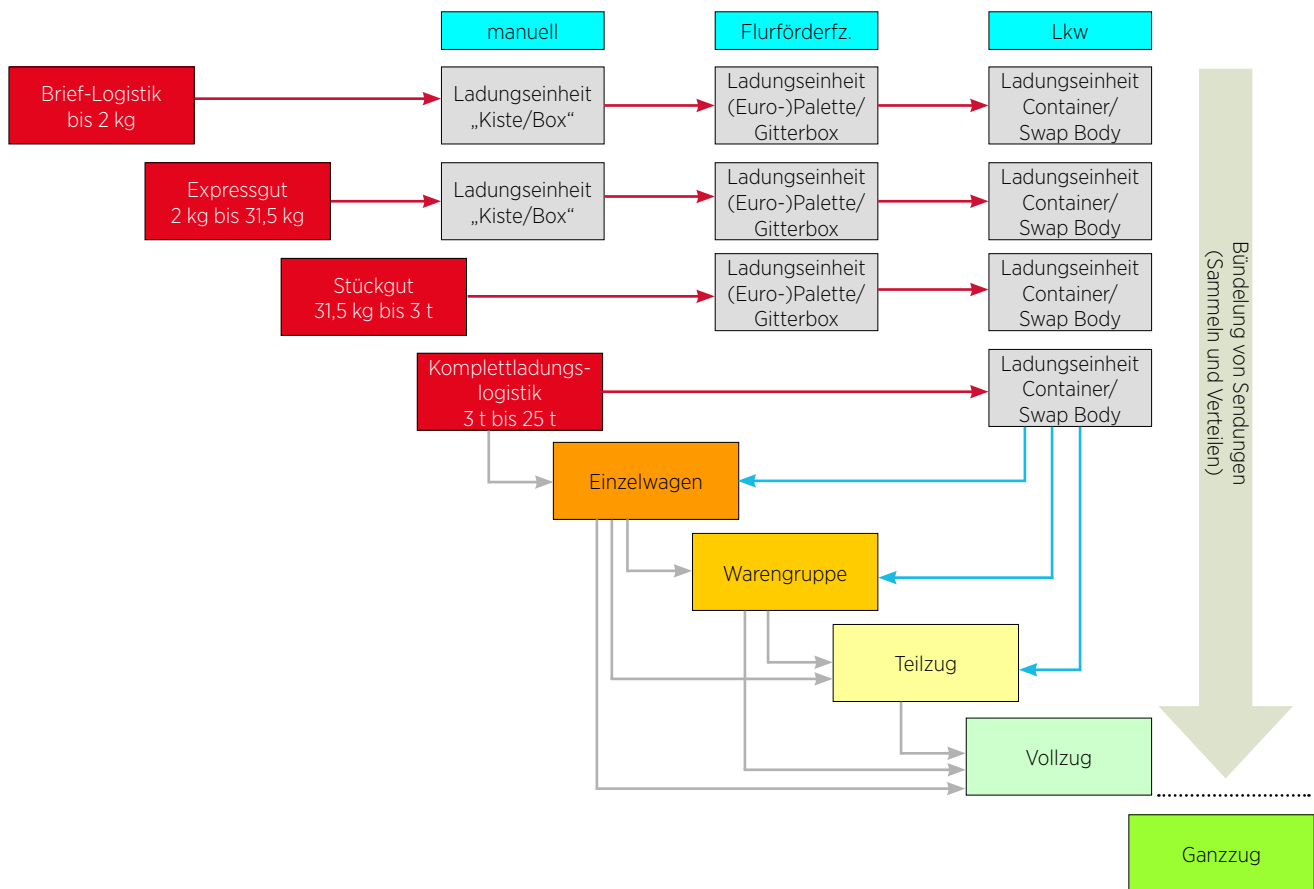 manuell
Flurförderfz.
Lkw
Brief-Logistik
bis 2 kg
Ladungseinheit
„Kiste/Box“
Ladungseinheit
(Euro-)Palette/
Gitterbox
Ladungseinheit
Container/
Swap Body
Expressgut
2 kg bis 31,5 kg
Ladungseinheit
„Kiste/Box“
Ladungseinheit
(Euro-)Palette/
Gitterbox
Ladungseinheit
Container/
Swap Body
Stückgut
31,5 kg bis 3 t
Ladungseinheit
(Euro-)Palette/
Gitterbox
Ladungseinheit
Container/
Swap Body
Komplettladungs-
logistik
3 t bis 25 t
Ladungseinheit
Container/
Swap Body
Bündelung von Sendungen
(Sammeln und Verteilen)
Einzelwagen
Warengruppe
Teilzug
Vollzug
Ganzzug